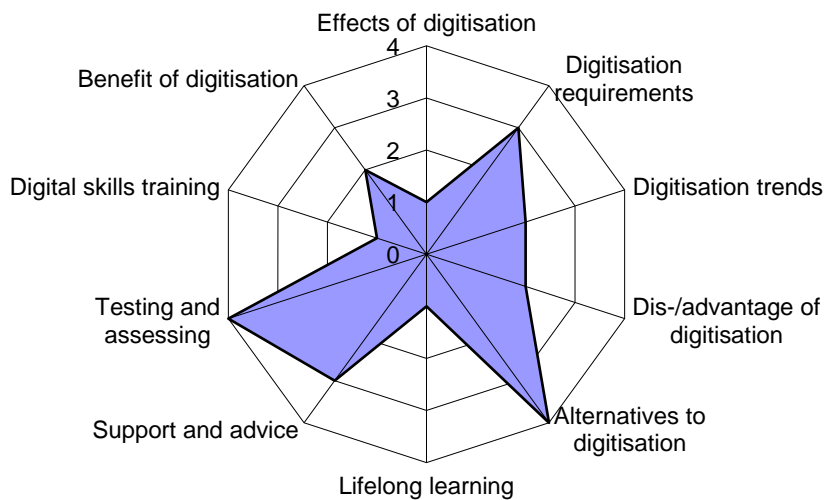 Effects of digitisation
4
Digitisation
requirements
Benefit of digitisation
3
2
Digital skills training
Digitisation trends
1
0
Testing and
assessing
Dis-/advantage of
digitisation
Support and advice
Alternatives to
digitisation
Lifelong learning